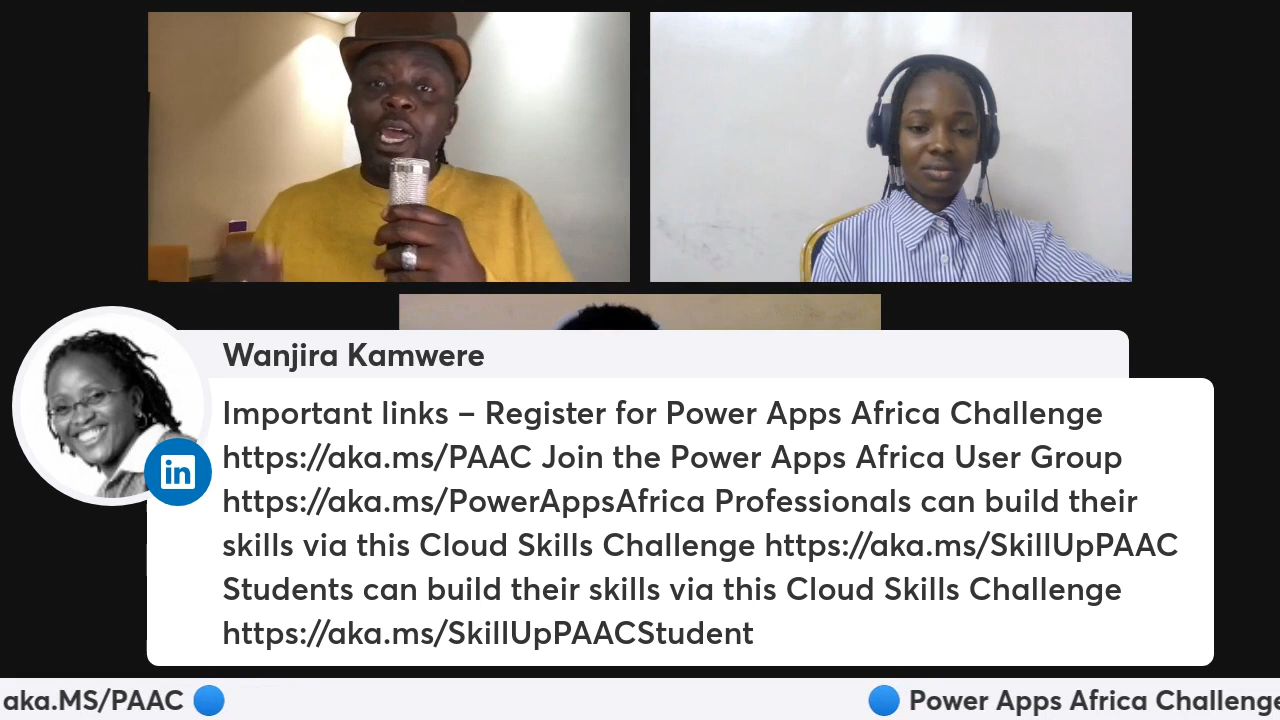 Wanjira Kamwere
Important links – Register for Power Apps Africa Challenge
https://aka.ms/PAAC Join the Power Apps Africa User Group
https://aka.ms/PowerAppsAfrica Professionals can build their
skills via this Cloud Skills Challenge https://aka.ms/SkillUpPAAC
Students can build their skills via this Cloud Skills Challenge
https://aka.ms/SkillUpPAACStudent
aka.MS/PAAC 🔵 🔵 Power Apps Africa Challenge
in